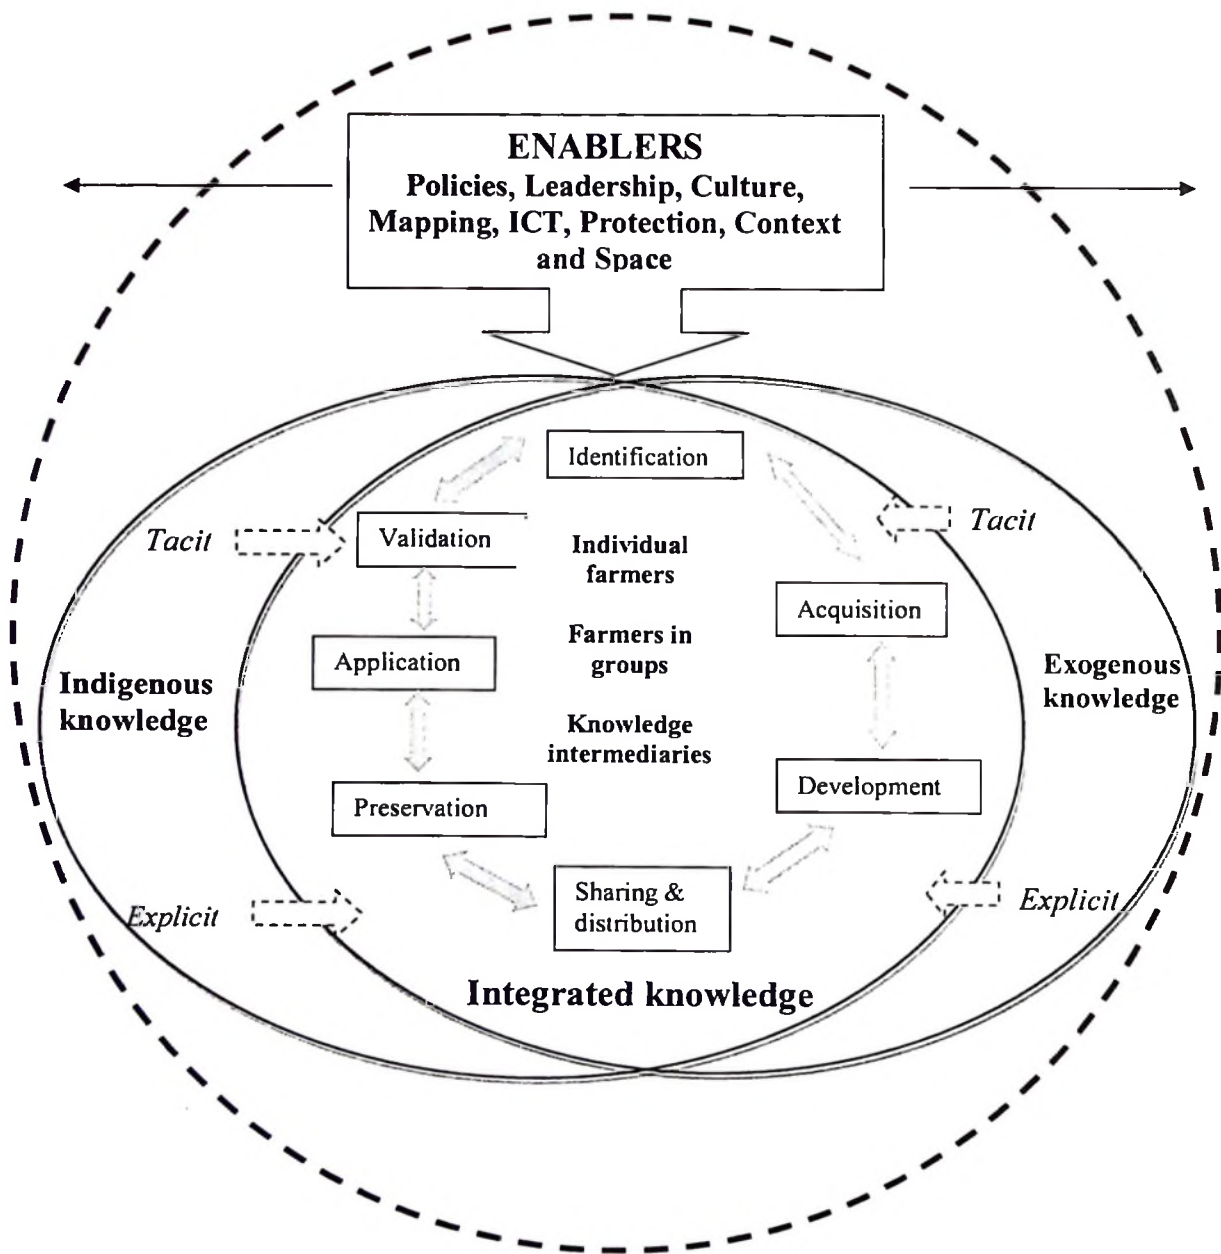 ENABLERS
Policies, Leadership, Culture,
Mapping, ICT, Protection, Context
and Space
Identification
Tacit
Validation
Individual
farmers
Tacit
Acquisition
Application
Farmers in
groups
Indigenous
knowledge
Exogenous
knowledge
Knowledge
intermediaries
Preservation
Development
Explicit
Sharing &
distribution
Explicit
Integrated knowledge